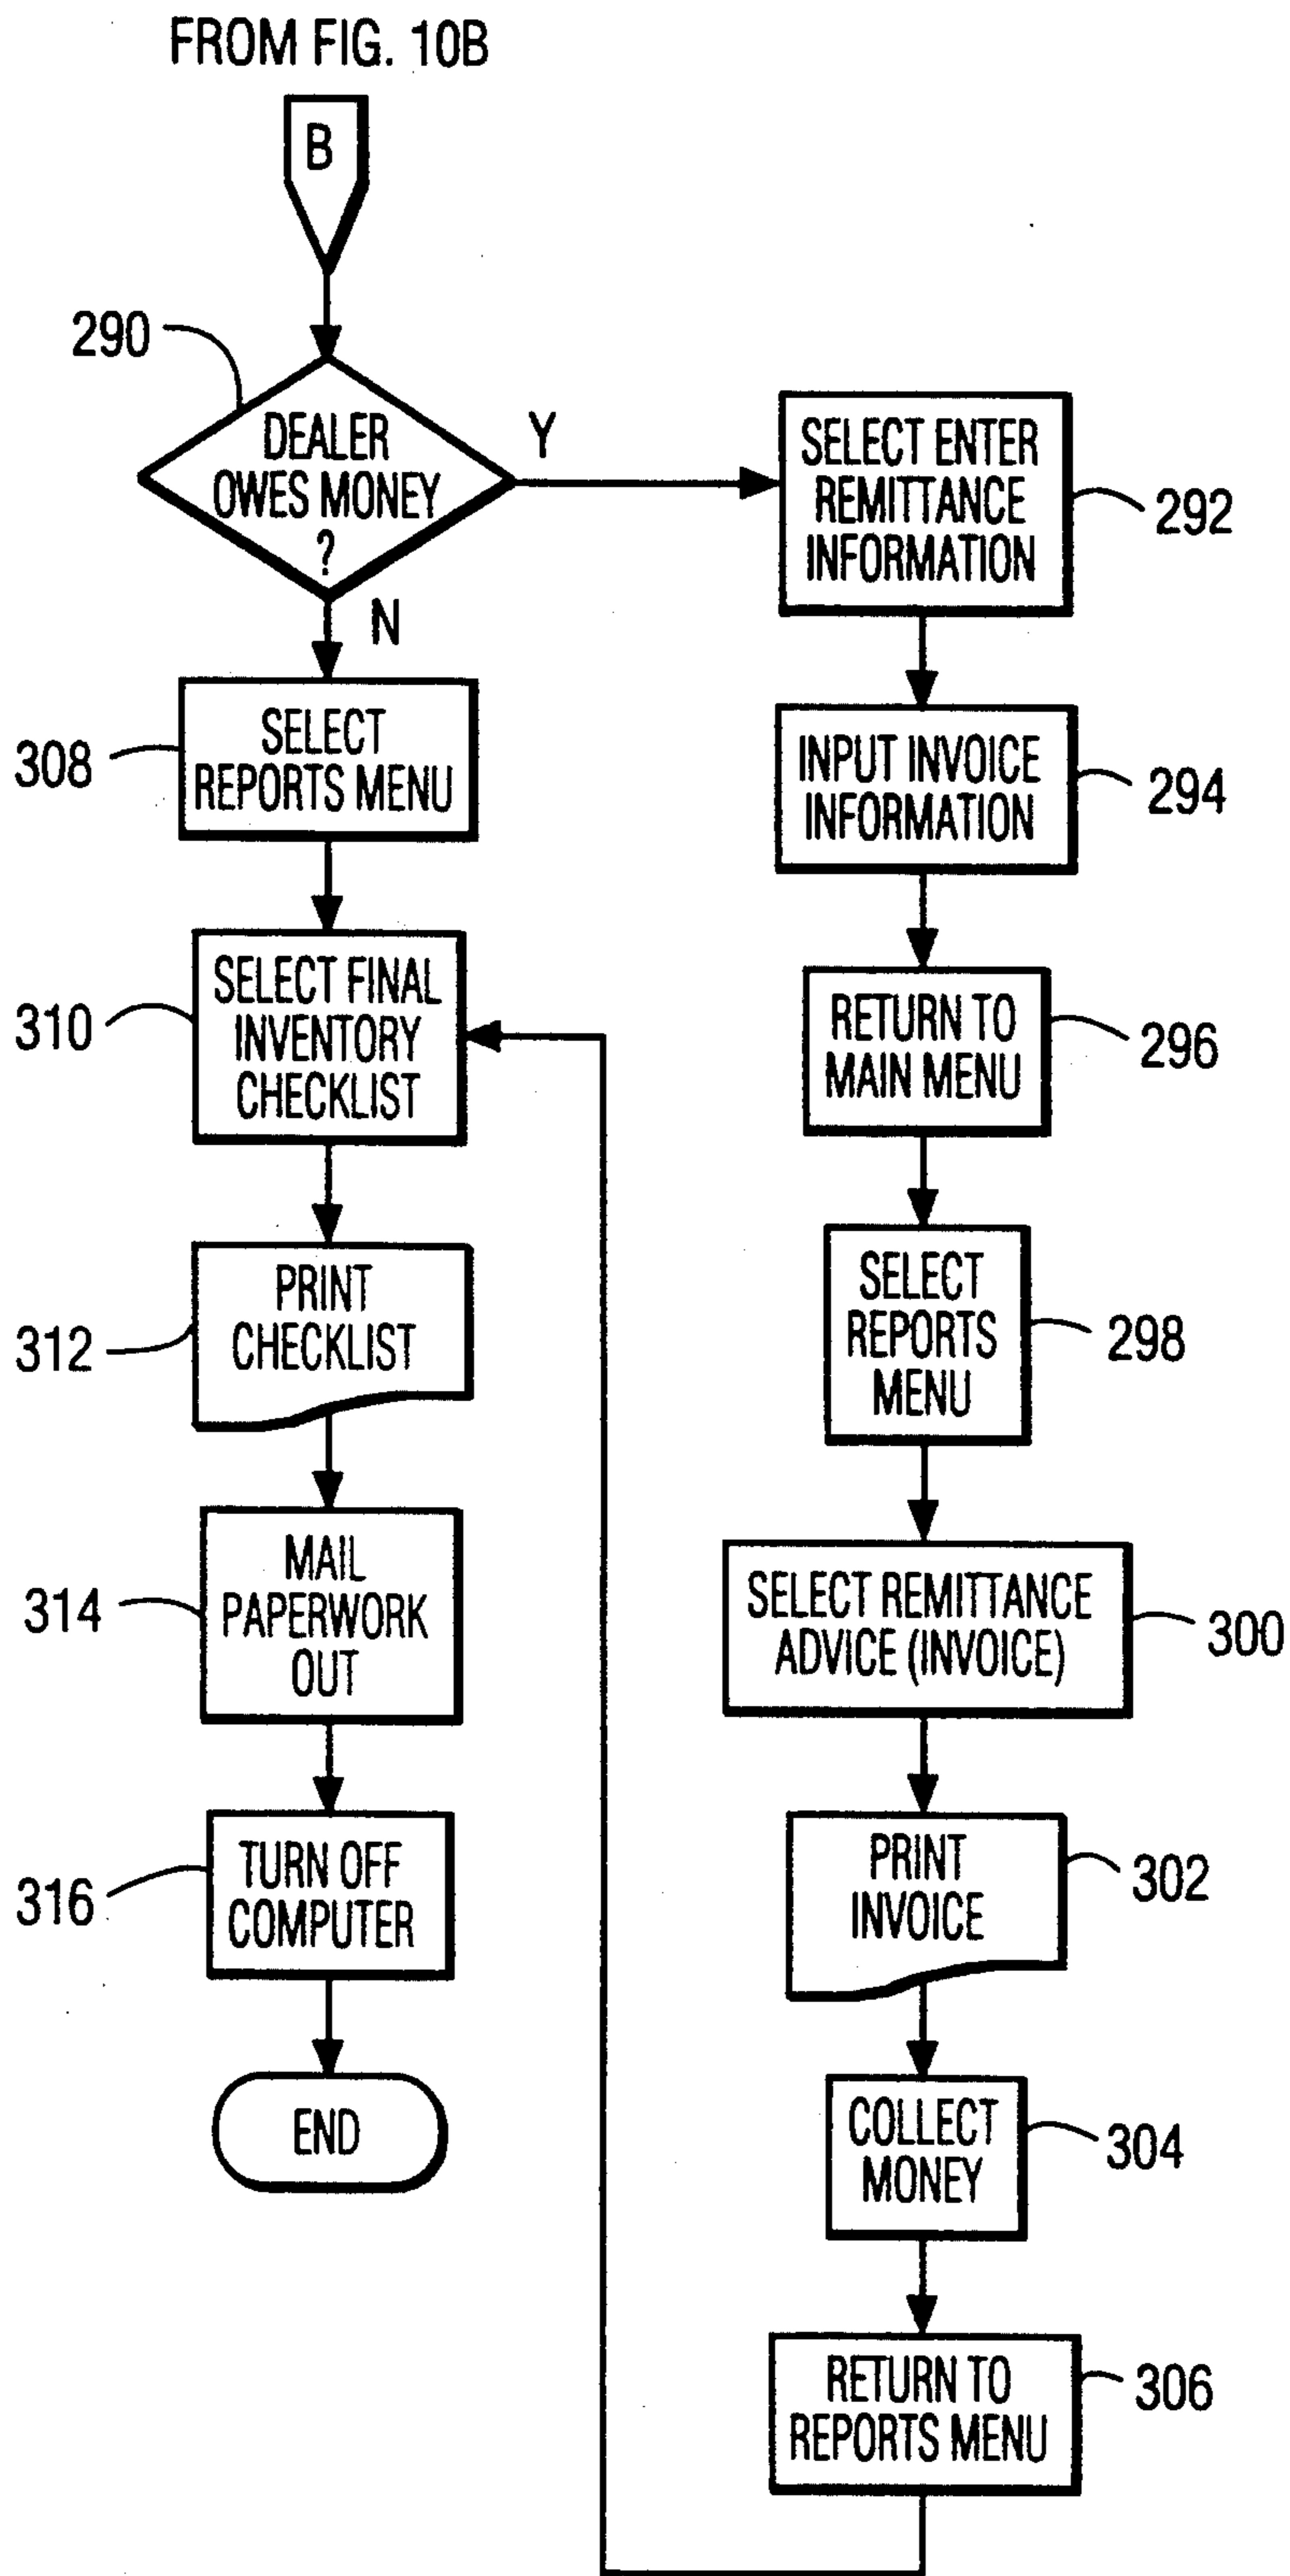 FROM FIG. 10B
B
290
DEALER
OWES MONEY
?
Y
N
SELECT ENTER
REMITTANCE
INFORMATION
292
INPUT INVOICE
INFORMATION
294
RETURN TO
MAIN MENU
296
SELECT
REPORTS
MENU
298
SELECT REMITTANCE
ADVICE (INVOICE)
300
PRINT
INVOICE
302
COLLECT
MONEY
304
RETURN TO
REPORTS MENU
306
308
SELECT
REPORTS MENU
310
SELECT FINAL
INVENTORY
CHECKLIST
312
PRINT
CHECKLIST
314
MAIL
PAPERWORK
OUT
316
TURN OFF
COMPUTER
END